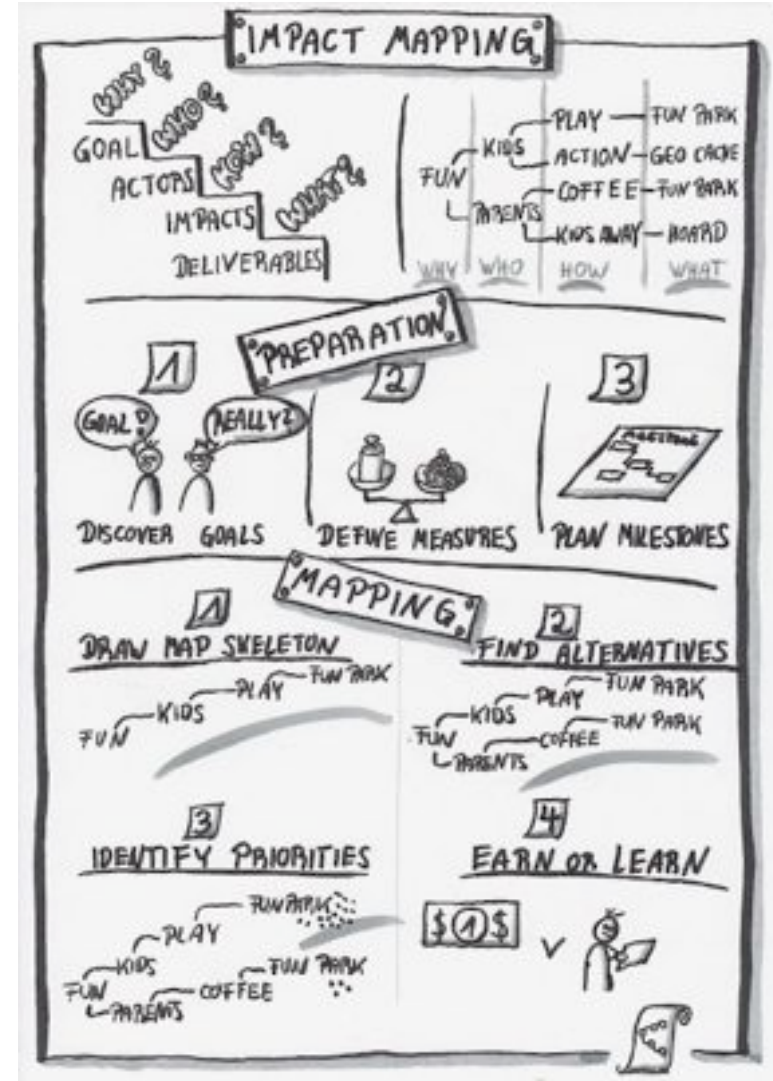 IMPACT MAPPING
WHY?
WHO?
HOW?
WHAT?
GOAL
ACTORS
IMPACTS
DELIVERABLES
FUN
KIDS
PLAY
FUN PARK
ACTION
GEO CACHE
PARENTS
COFFEE
FUN PARK
KIDS AWAY
HOARD
WHY WHO HOW WHAT
PREPARATION
1
GOAL!
REALLY?
DISCOVER GOALS
2
DEFINE MEASURES
3
PLAN MILESTONES
MAPPING
1
DRAW MAP SKELETON
FUN KIDS PLAY FUN PARK
2
FIND ALTERNATIVES
FUN KIDS PLAY FUN PARK
PARENTS COFFEE FUN PARK
3
IDENTIFY PRIORITIES
FUN KIDS PLAY FUN PARK
PARENTS COFFEE FUN PARK
4
EARN OR LEARN
$ 1 $
V